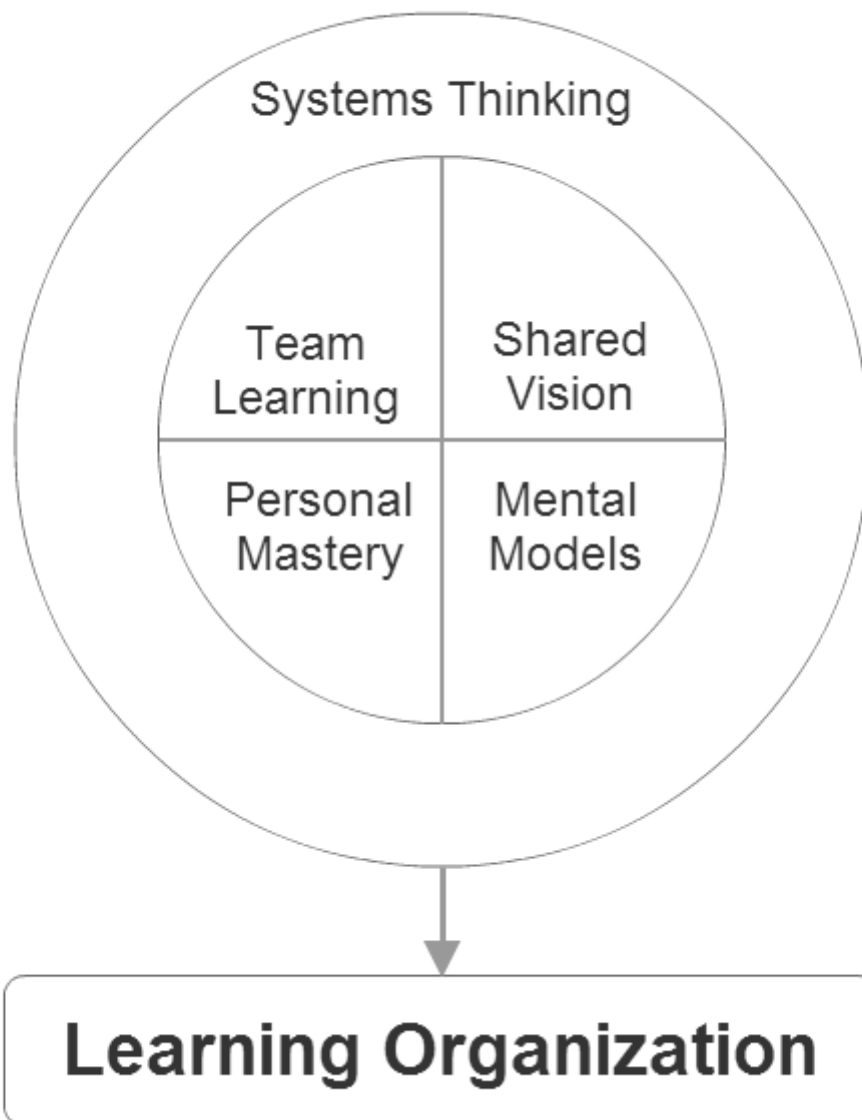 Systems Thinking
Team
Learning
Shared
Vision
Personal
Mastery
Mental
Models
Learning Organization